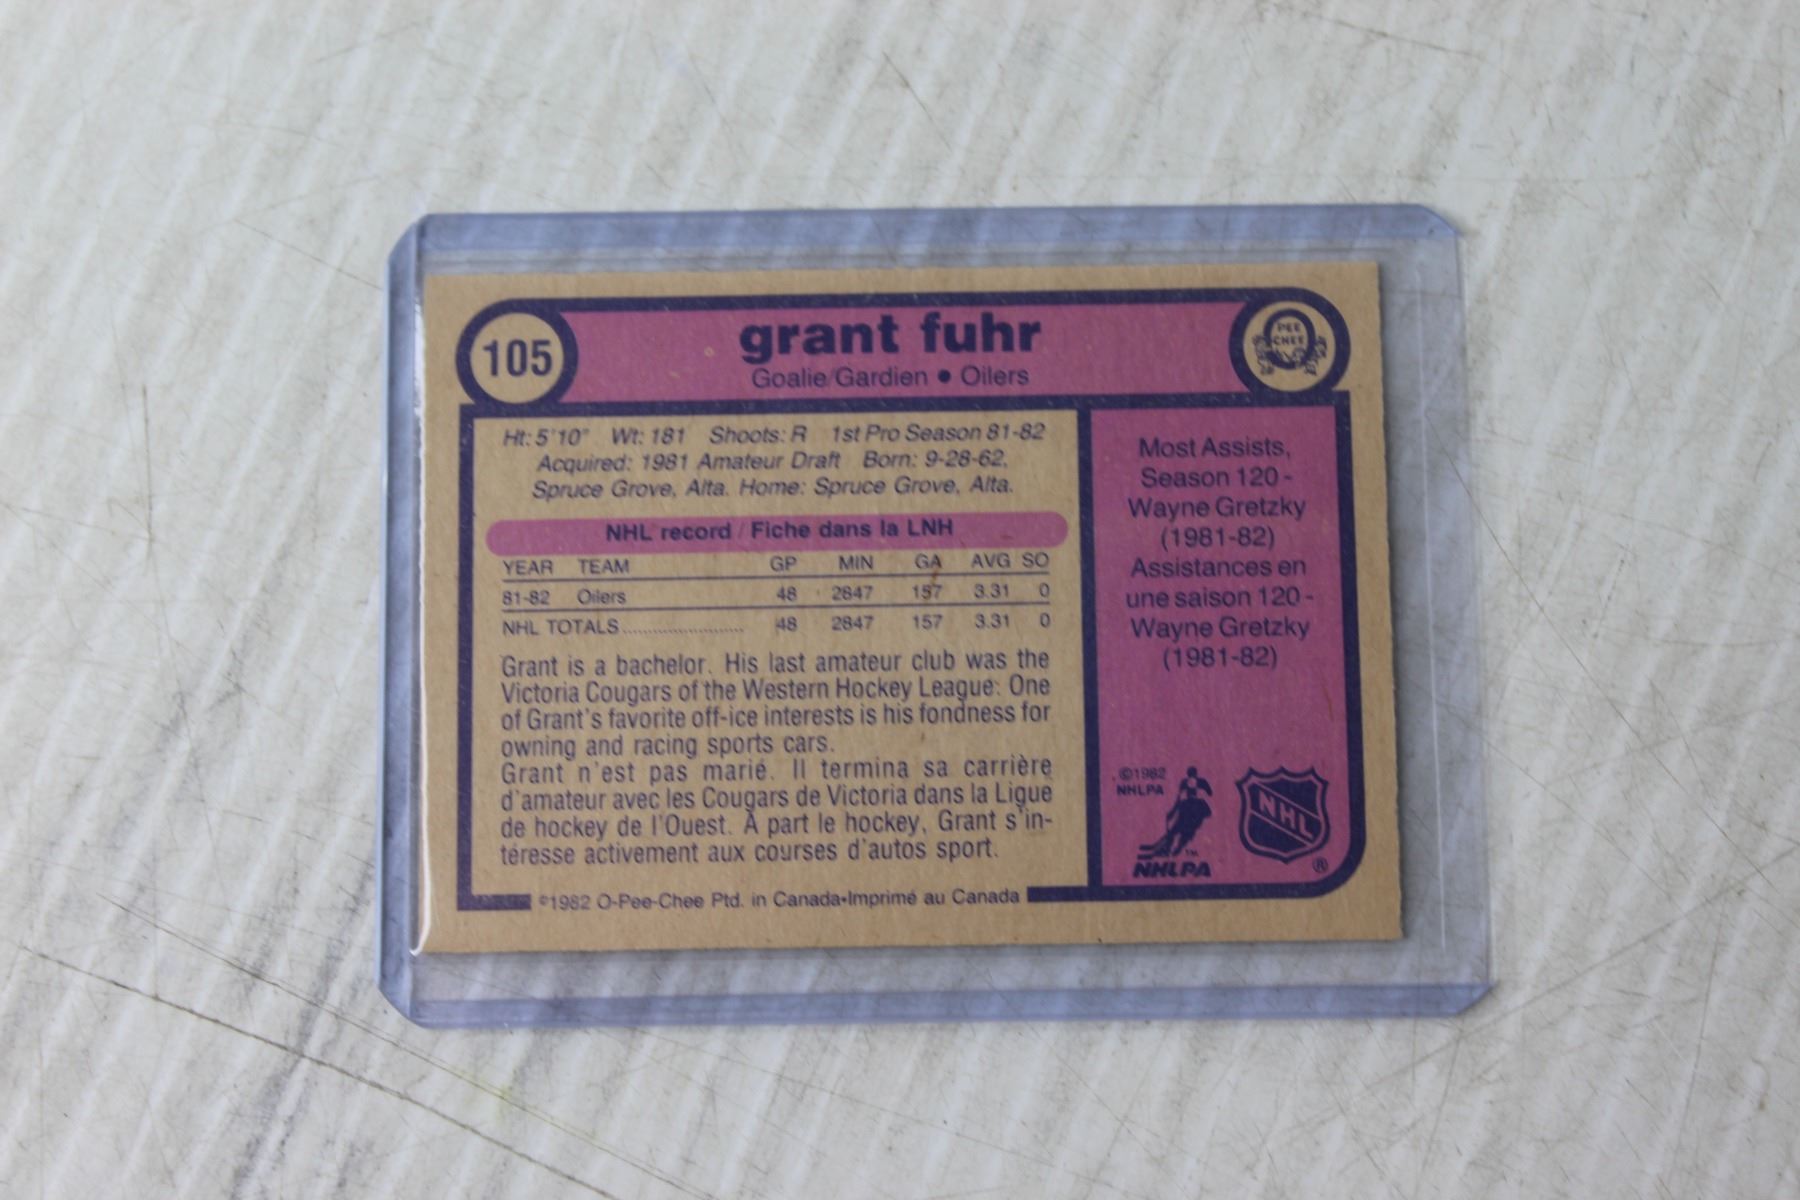 105
grant fuhr
Goalie/Gardien • Oilers
PEE
CHEE
Ht: 5'10" Wt: 181 Shoots: R 1st Pro Season 81-82
Acquired: 1981 Amateur Draft Born: 9-28-62,
Spruce Grove, Alta. Home: Spruce Grove, Alta.
NHL record / Fiche dans la LNH
YEAR TEAM GP MIN GA AVG SO
81-82 Oilers 48 2847 157 3.31 0
NHL TOTALS........................ 48 2847 157 3.31 0
Grant is a bachelor. His last amateur club was the
Victoria Cougars of the Western Hockey League. One
of Grant's favorite off-ice interests is his fondness for
owning and racing sports cars.
Grant n'est pas marié. Il termina sa carrière
d'amateur avec les Cougars de Victoria dans la Ligue
de hockey de l'Ouest. À part le hockey, Grant s'in-
téresse activement aux courses d'autos sport.
©1982 O-Pee-Chee Ptd. in Canada•Imprimé au Canada
Most Assists,
Season 120 -
Wayne Gretzky
(1981-82)
Assistances en
une saison 120 -
Wayne Gretzky
(1981-82)
©1982
NHLPA
™
NHLPA
NHL
®